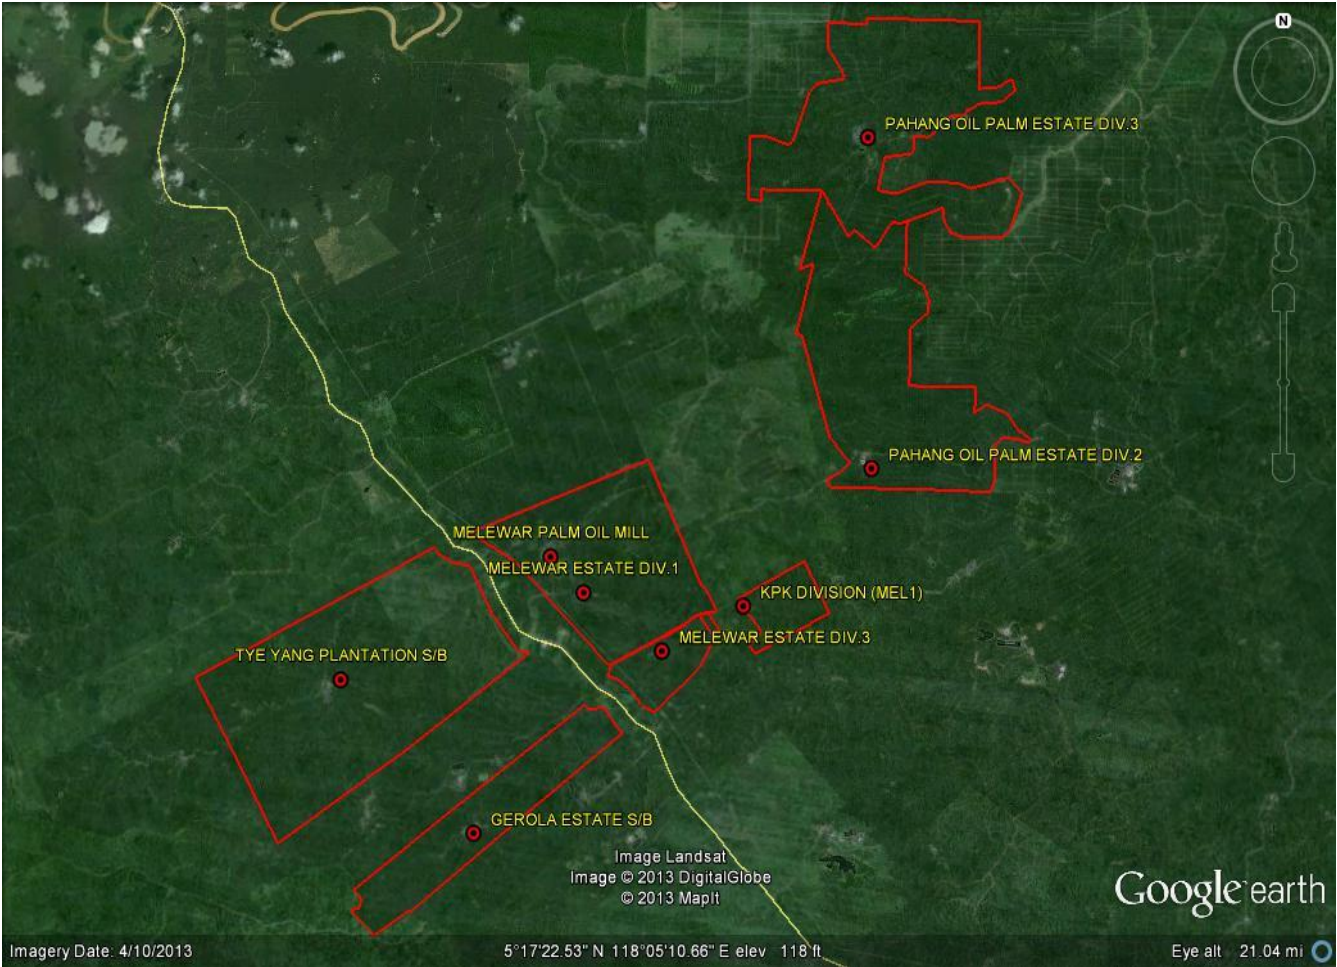 N
PAHANG OIL PALM ESTATE DIV.3
PAHANG OIL PALM ESTATE DIV.2
MELEWAR PALM OIL MILL
MELEWAR ESTATE DIV.1
KPK DIVISION (MEL1)
MELEWAR ESTATE DIV.3
TYE YANG PLANTATION S/B
GEROLA ESTATE S/B
Image Landsat
Image © 2013 DigitalGlobe
© 2013 MapIt
Google earth
Imagery Date: 4/10/2013
5°17'22.53" N 118°05'10.66" E elev 118 ft
Eye alt 21.04 mi